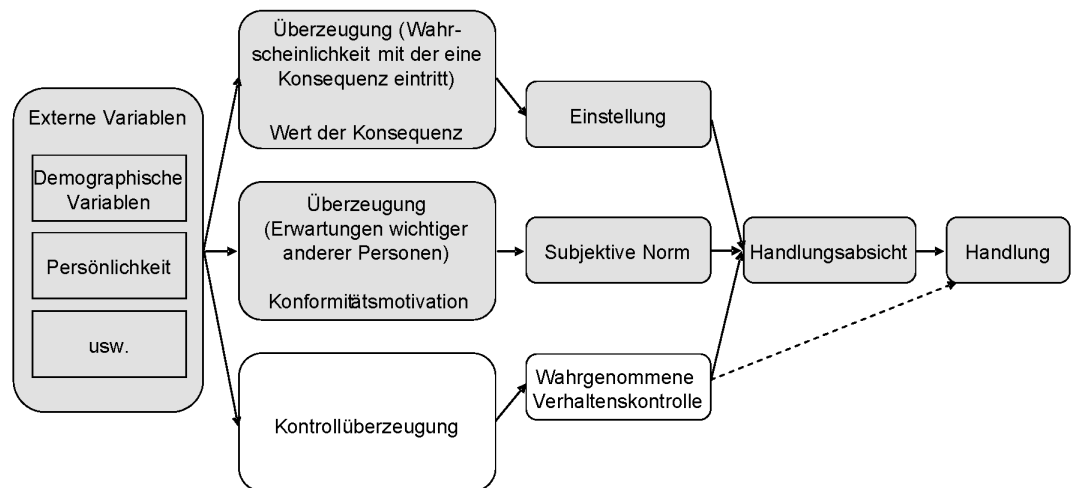 Externe Variablen
Demographische
Variablen
Persönlichkeit
usw.
Überzeugung (Wahr-
scheinlichkeit mit der eine
Konsequenz eintritt)
Wert der Konsequenz
Überzeugung
(Erwartungen wichtiger
anderer Personen)
Konformitätsmotivation
Kontrollüberzeugung
Einstellung
Subjektive Norm
Wahrgenommene
Verhaltenskontrolle
Handlungsabsicht
Handlung